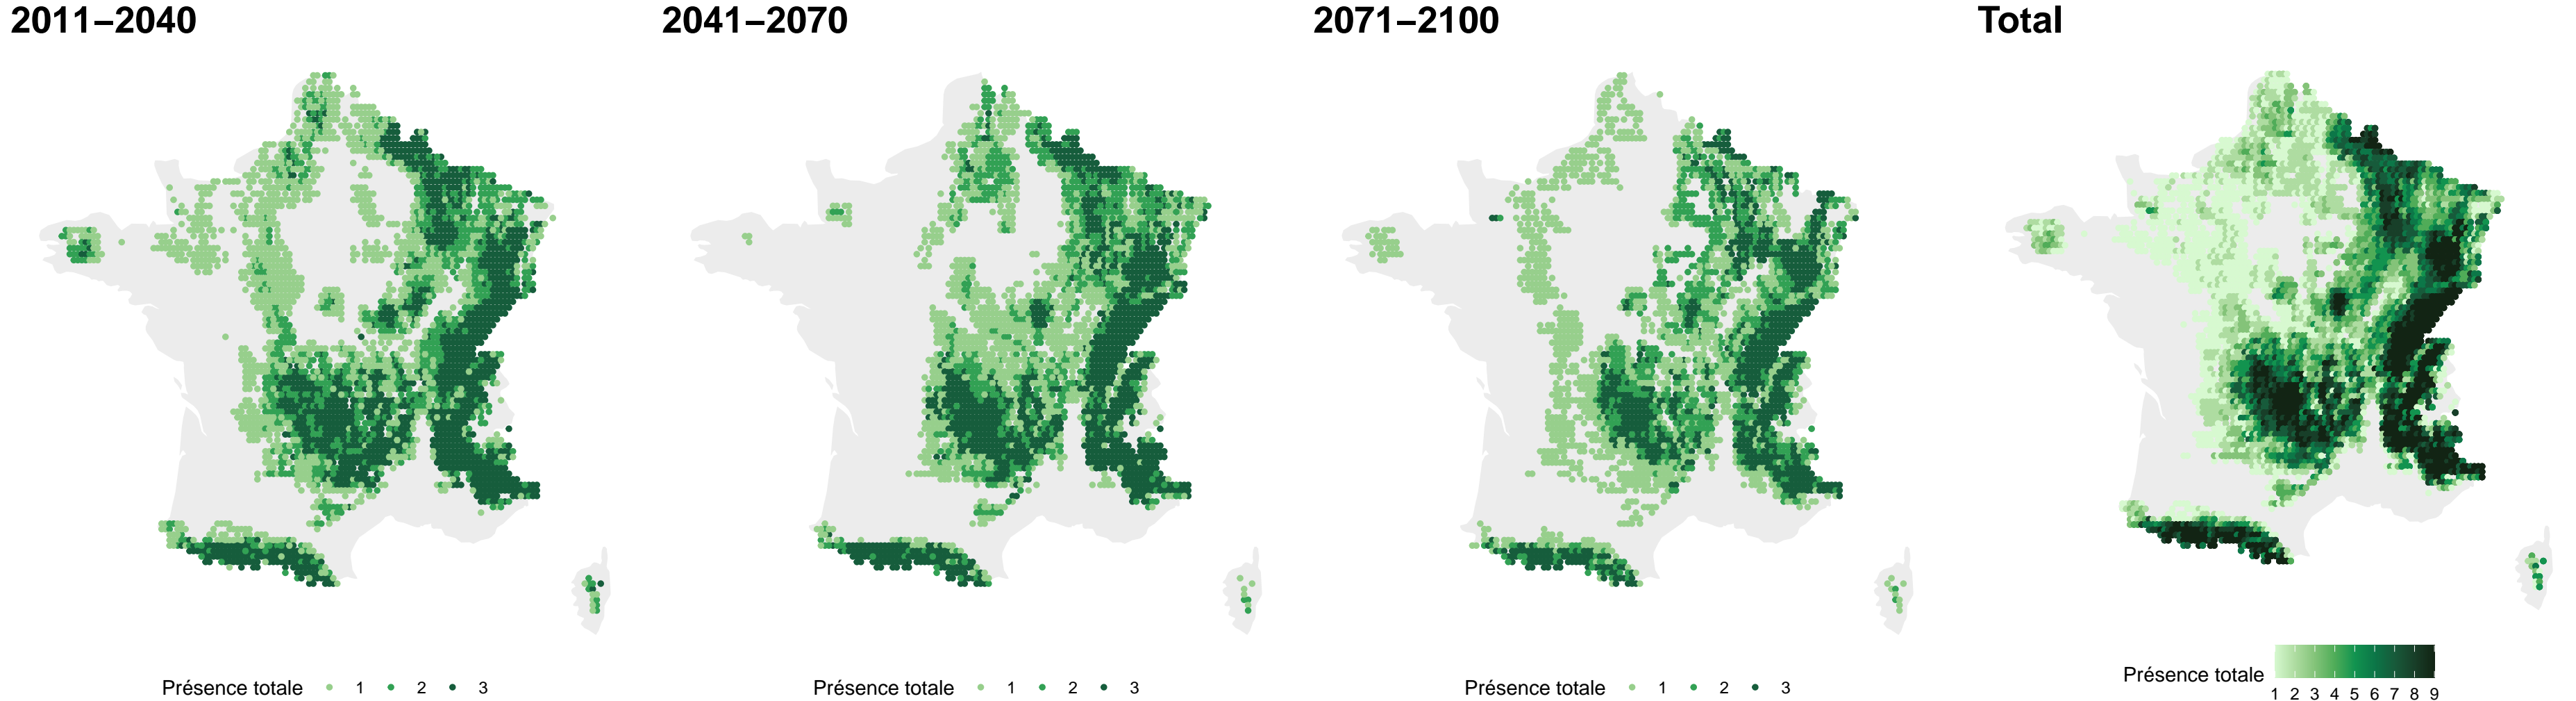 2011–2040
2041–2070
2071–2100
Total
Présence totale 1 2 3
Présence totale 1 2 3
Présence totale 1 2 3
Présence totale
1 2 3 4 5 6 7 8 9